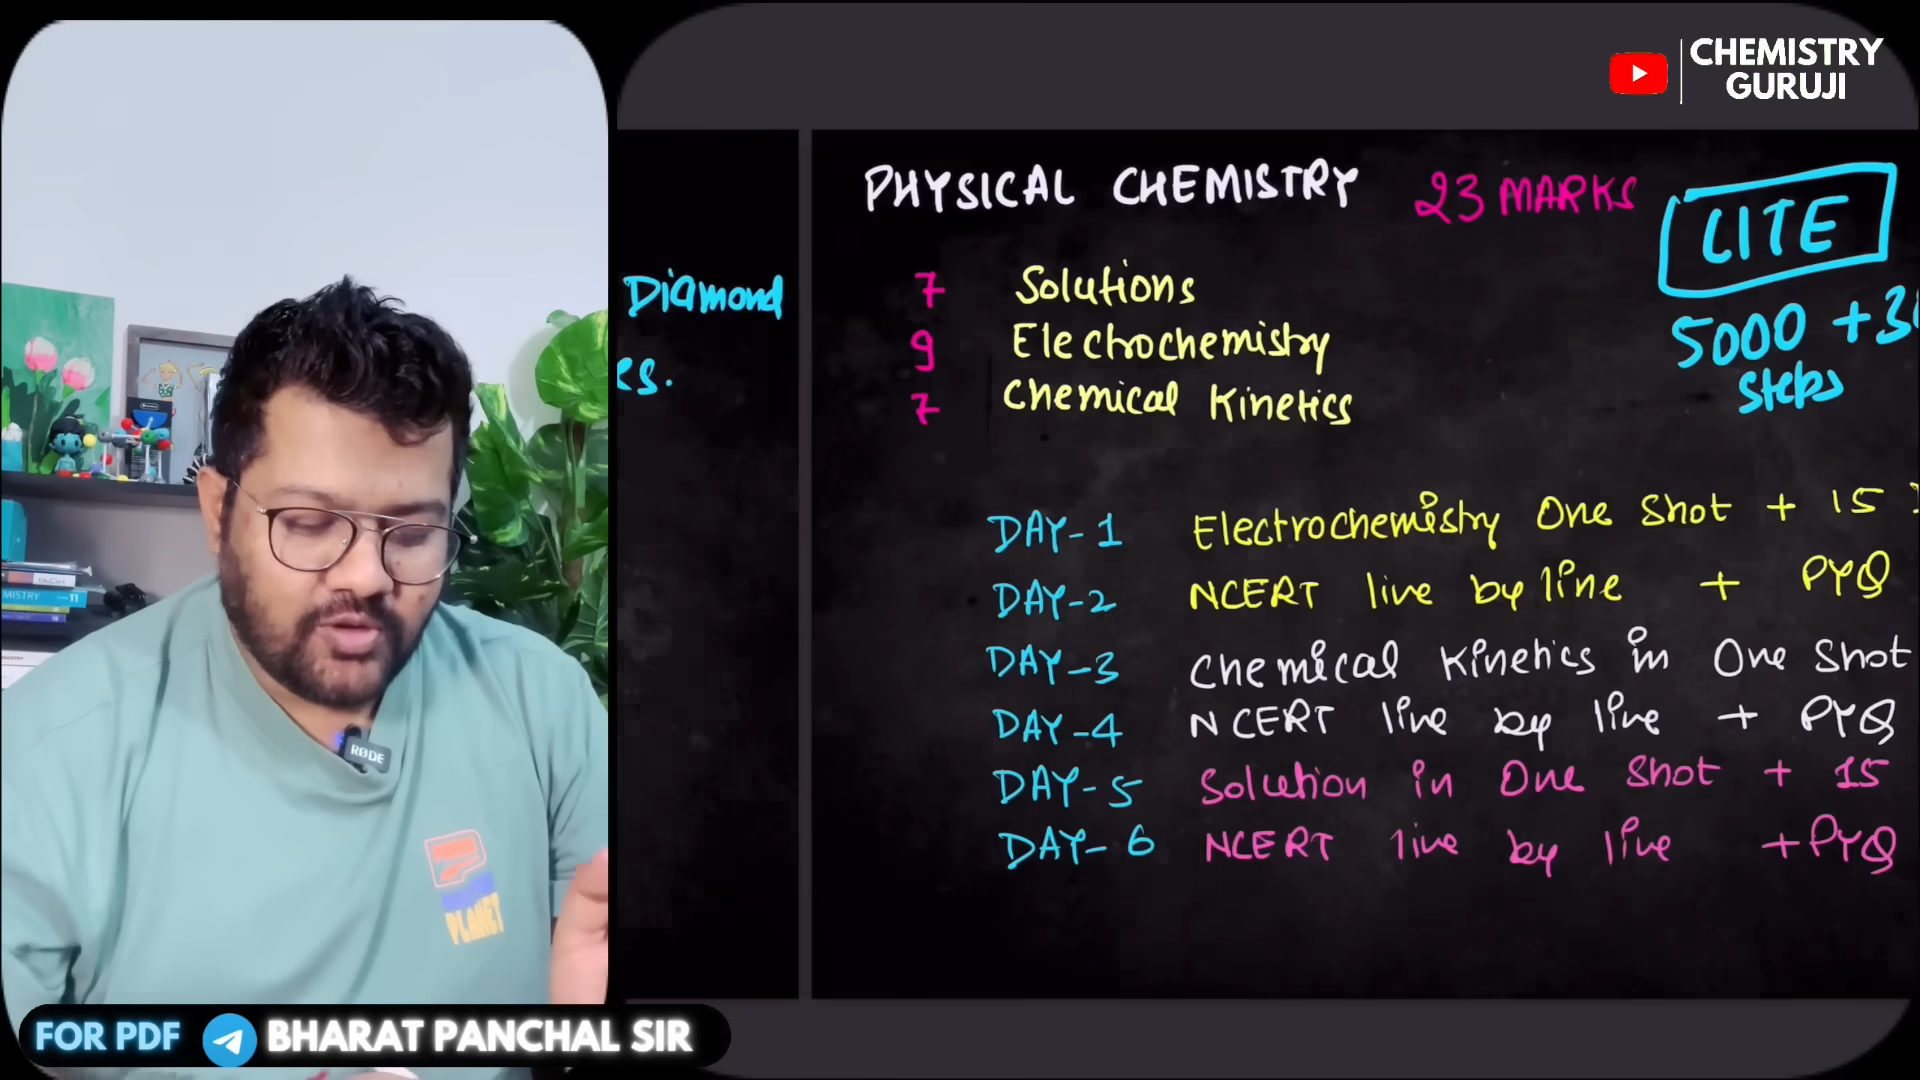 CHEMISTRY
GURUJI
Diamond
PHYSICAL CHEMISTRY 23 MARKS
LITE
7 Solutions
9 Electrochemistry
7 Chemical Kinetics
5000 +
steps
DAY-1 Electrochemistry One Shot + 15
DAY-2 NCERT line by line + PYQ
DAY-3 Chemical Kinetics in One Shot
DAY-4 NCERT line by line + PYQ
DAY-5 Solution in One Shot + 15
DAY-6 NCERT line by line + PYQ
RØDE
PLANET
FOR PDF BHARAT PANCHAL SIR